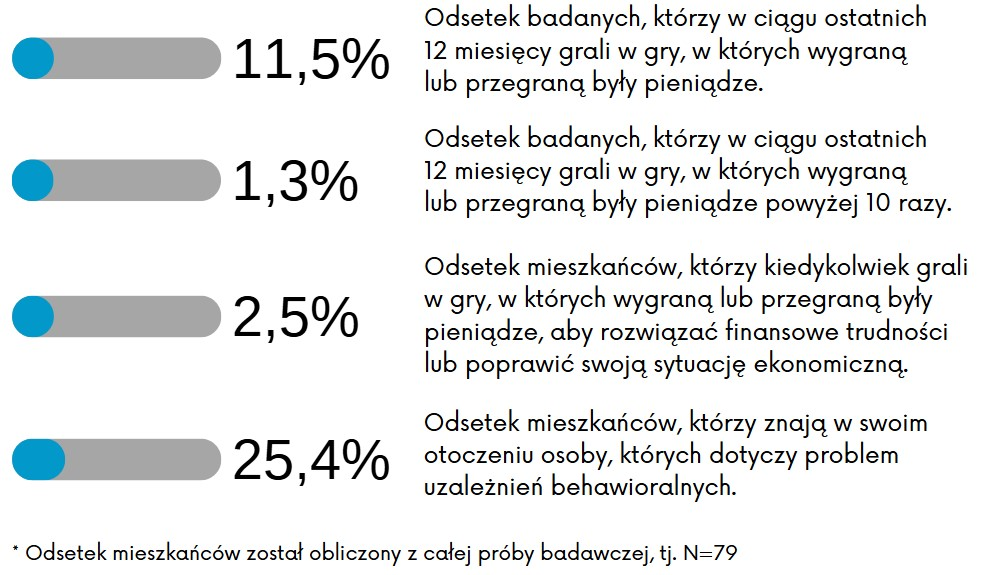 11,5%
Odsetek badanych, którzy w ciągu ostatnich
12 miesięcy grali w gry, w których wygraną
lub przegraną były pieniądze.
1,3%
Odsetek badanych, którzy w ciągu ostatnich
12 miesięcy grali w gry, w których wygraną
lub przegraną były pieniądze powyżej 10 razy.
2,5%
Odsetek mieszkańców, którzy kiedykolwiek grali
w gry, w których wygraną lub przegraną były
pieniądze, aby rozwiązać finansowe trudności
lub poprawić swoją sytuację ekonomiczną.
25,4%
Odsetek mieszkańców, którzy znają w swoim
otoczeniu osoby, których dotyczy problem
uzależnień behawioralnych.
* Odsetek mieszkańców został obliczony z całej próby badawczej, tj. N=79